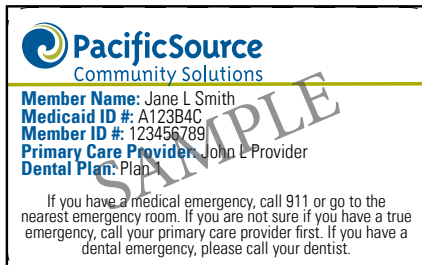 PacificSource
Community Solutions
Member Name: Jane L Smith
Medicaid ID #: A123B4C
Member ID #: 123456789
Primary Care Provider: John L Provider
Dental Plan: Plan 1
SAMPLE
If you have a medical emergency, call 911 or go to the
nearest emergency room. If you are not sure if you have a true
emergency, call your primary care provider first. If you have a
dental emergency, please call your dentist.